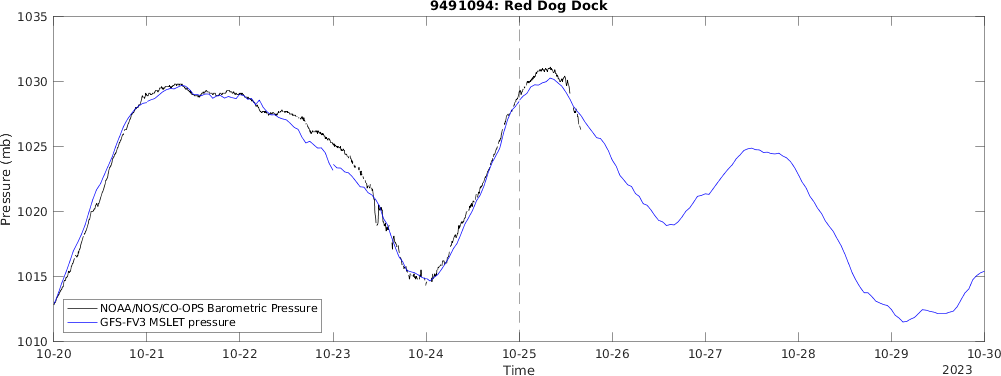 9491094: Red Dog Dock
Pressure (mb)
1035
1030
1025
1020
1015
1010
NOAA/NOS/CO-OPS Barometric Pressure
GFS-FV3 MSLET pressure
10-20 10-21 10-22 10-23 10-24 10-25 10-26 10-27 10-28 10-29 10-30
Time
2023